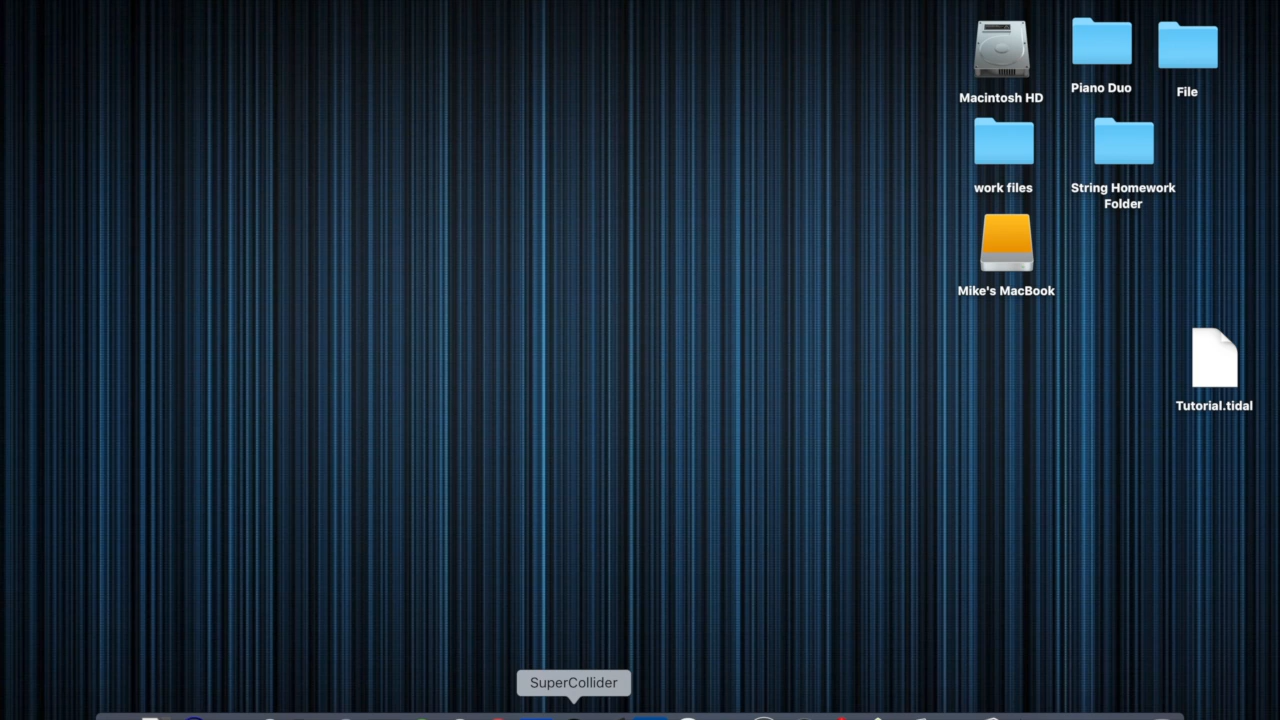 Macintosh HD
Piano Duo
File
work files
String Homework
Folder
Mike's MacBook
Tutorial.tidal
SuperCollider